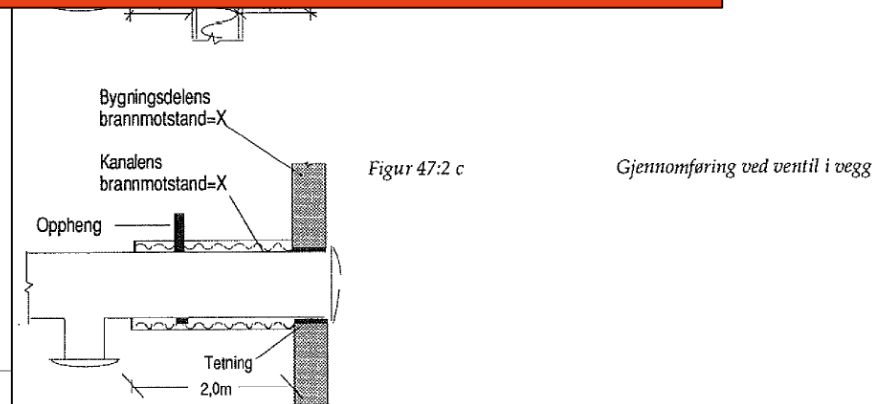 Bygningsdelens
brannmotstand=X
Kanalens
brannmotstand=X
Oppheng
Tetning
2,0m
Figur 47:2 c
Gjennomføring ved ventil i vegg